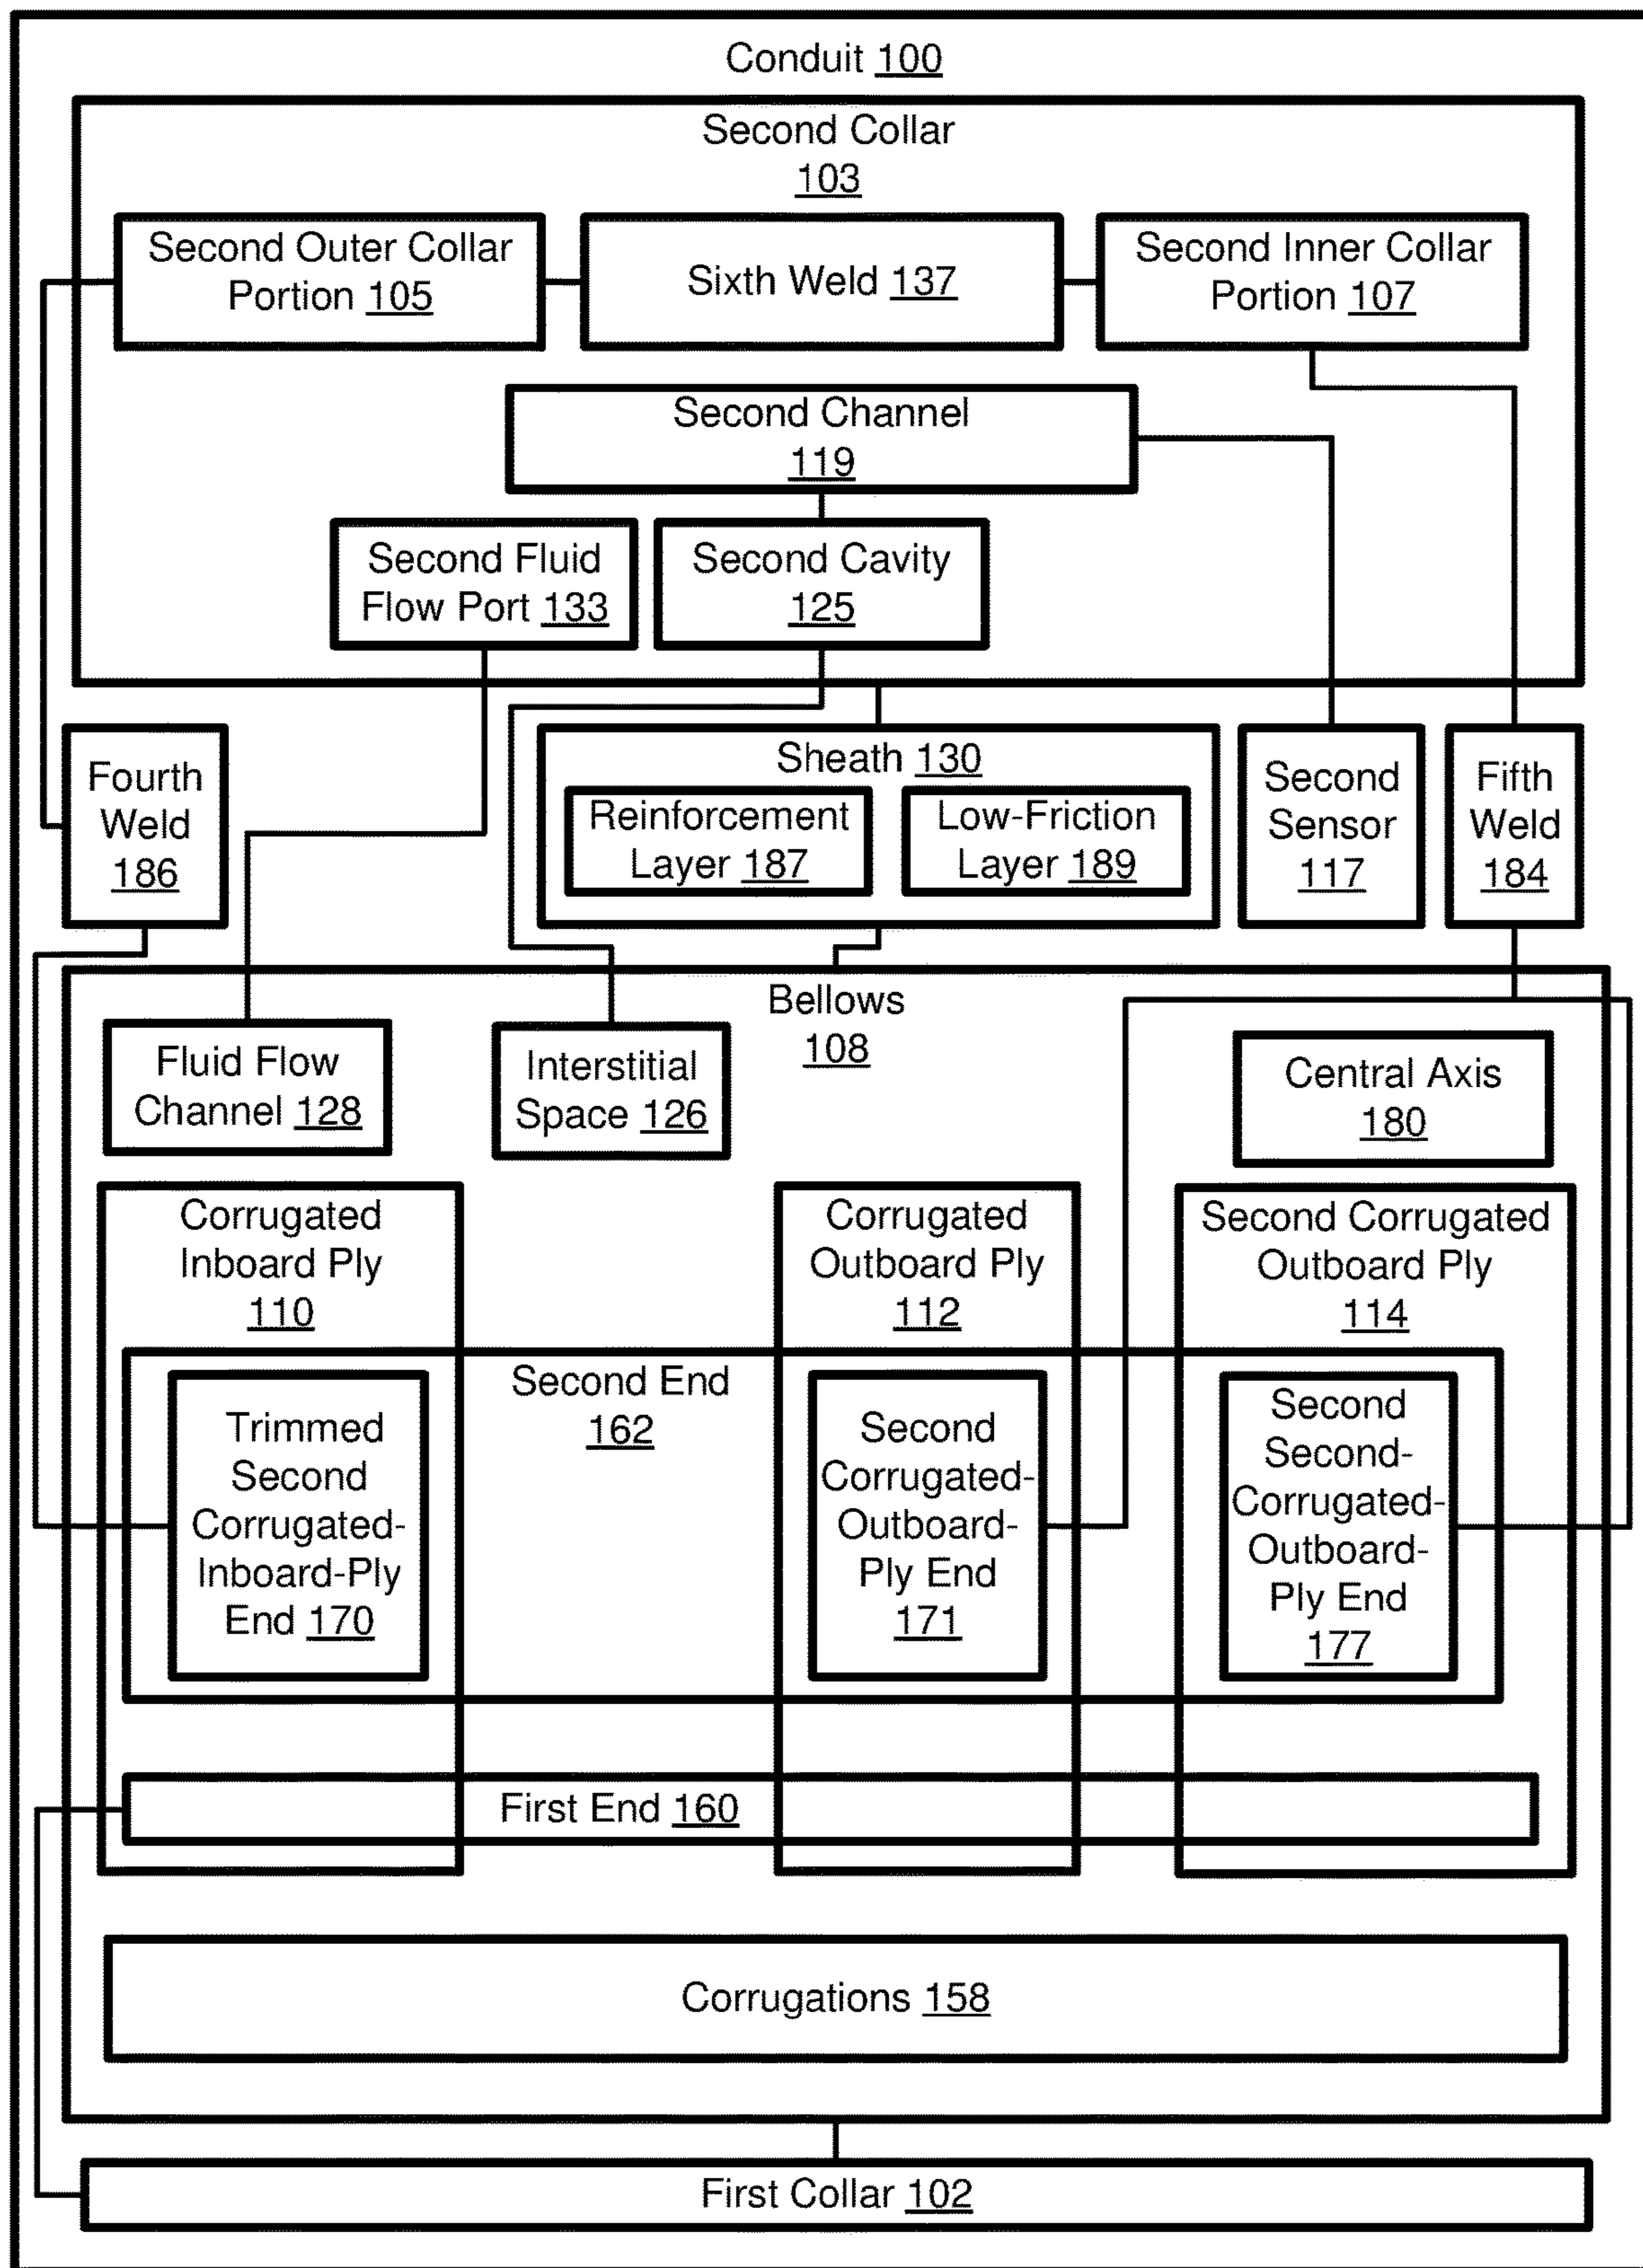 Conduit 100
Second Collar
103
Second Outer Collar
Portion 105
Sixth Weld 137
Second Inner Collar
Portion 107
Second Channel
119
Second Fluid
Flow Port 133
Second Cavity
125
Fourth
Weld
186
Sheath 130
Reinforcement
Layer 187
Low-Friction
Layer 189
Second
Sensor
117
Fifth
Weld
184
Bellows
108
Fluid Flow
Channel 128
Interstitial
Space 126
Central Axis
180
Corrugated
Inboard Ply
110
Corrugated
Outboard Ply
112
Second Corrugated
Outboard Ply
114
Second End
162
Trimmed
Second
Corrugated-
Inboard-Ply
End 170
Second
Corrugated-
Outboard-
Ply End
171
Second
Second-
Corrugated-
Outboard-
Ply End
177
First End 160
Corrugations 158
First Collar 102